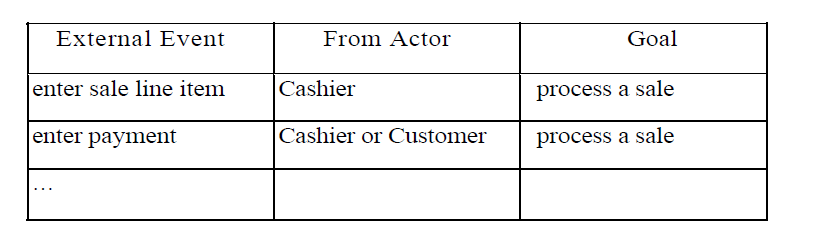 External Event From Actor Goal
enter sale line item Cashier process a sale
enter payment Cashier or Customer process a sale
…